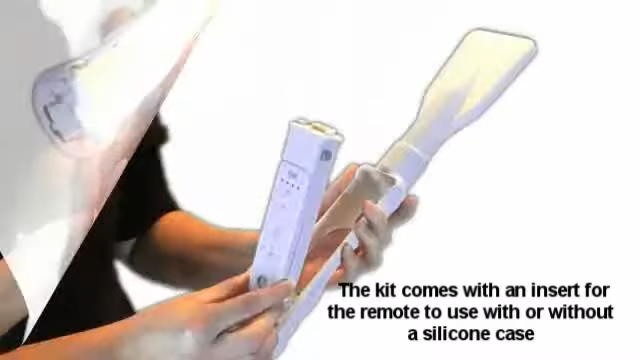 The kit comes with an insert for
the remote to use with or without
a silicone case